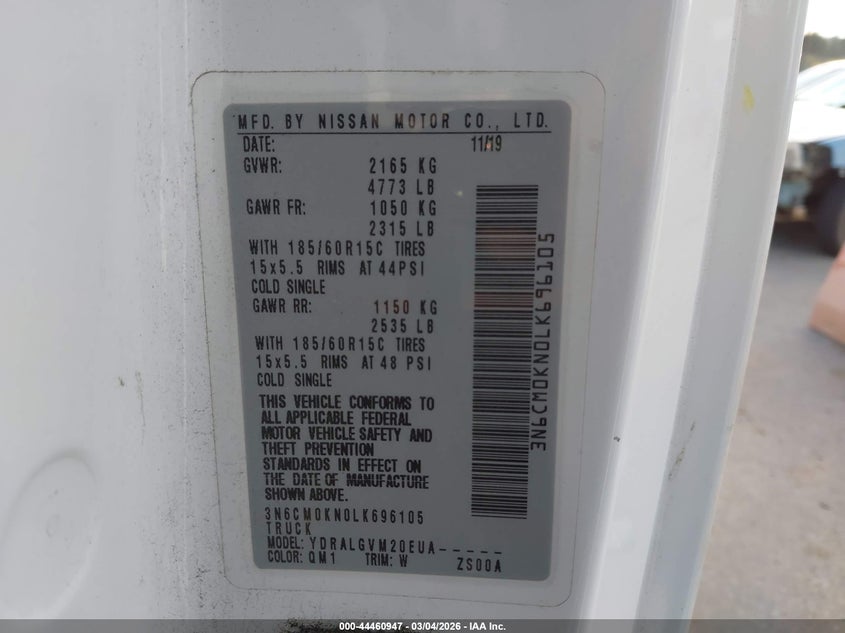 MFD. BY NISSAN MOTOR CO., LTD.
DATE: 11/19
GVWR: 2165 KG
4773 LB
GAWR FR: 1050 KG
2315 LB
WITH 185/60R15C TIRES
15x5.5 RIMS AT 44PSI
COLD SINGLE
GAWR RR: 1150 KG
2535 LB
WITH 185/60R15C TIRES
15x5.5 RIMS AT 48 PSI
COLD SINGLE
THIS VEHICLE CONFORMS TO
ALL APPLICABLE FEDERAL
MOTOR VEHICLE SAFETY AND
THEFT PREVENTION
STANDARDS IN EFFECT ON
THE DATE OF MANUFACTURE
SHOWN ABOVE.
3N6CM0KN0LK696105
TRUCK
MODEL: YDRALGVM20EUA-----
COLOR: QM1 TRIM: W ZS00A
3N6CM0KN0LK696105
000-44460947 - 03/04/2026 - IAA Inc.